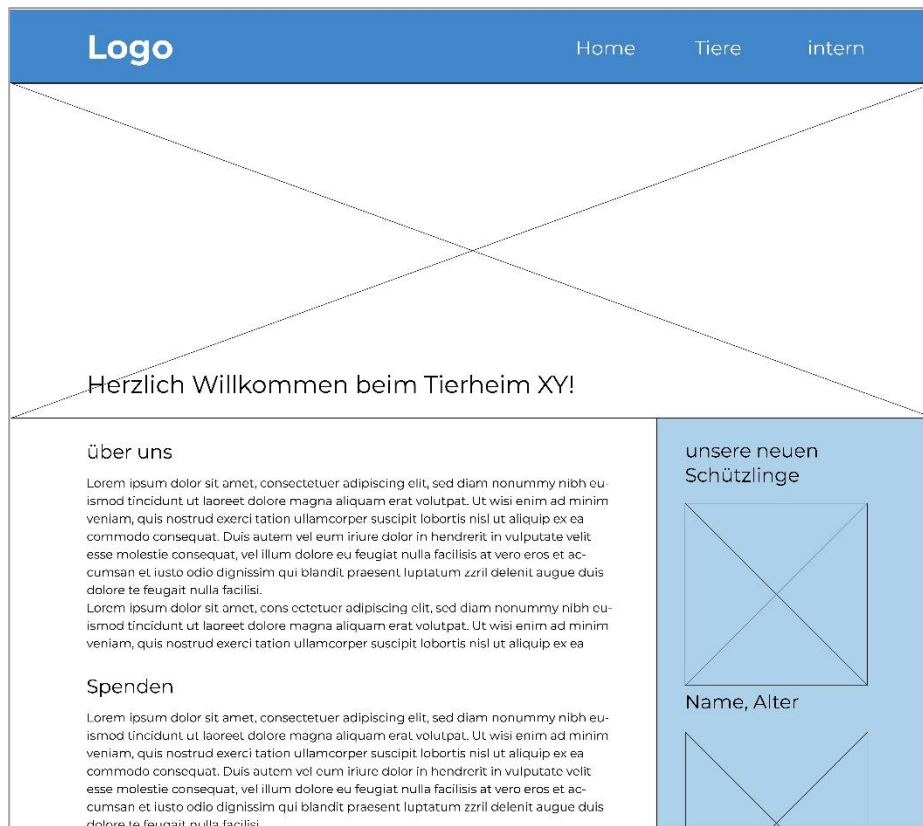 Logo
Home Tiere intern
Herzlich Willkommen beim Tierheim XY!
über uns
Lorem ipsum dolor sit amet, consectetuer adipiscing elit, sed diam nonummy nibh eu-
ismod tincidunt ut laoreet dolore magna aliquam erat volutpat. Ut wisi enim ad minim
veniam, quis nostrud exerci tation ullamcorper suscipit lobortis nisl ut aliquip ex ea
commodo consequat. Duis autem vel eum iriure dolor in hendrerit in vulputate velit
esse molestie consequat, vel illum dolore eu feugiat nulla facilisis at vero eros et ac-
cumsan et iusto odio dignissim qui blandit praesent luptatum zzril delenit augue duis
dolore te feugait nulla facilisi.
Lorem ipsum dolor sit amet, cons ectetuer adipiscing elit, sed diam nonummy nibh eu-
ismod tincidunt ut laoreet dolore magna aliquam erat volutpat. Ut wisi enim ad minim
veniam, quis nostrud exerci tation ullamcorper suscipit lobortis nisl ut aliquip ex ea
Spenden
Lorem ipsum dolor sit amet, consectetuer adipiscing elit, sed diam nonummy nibh eu-
ismod tincidunt ut laoreet dolore magna aliquam erat volutpat. Ut wisi enim ad minim
veniam, quis nostrud exerci tation ullamcorper suscipit lobortis nisl ut aliquip ex ea
commodo consequat. Duis autem vel eum iriure dolor in hendrerit in vulputate velit
esse molestie consequat, vel illum dolore eu feugiat nulla facilisis at vero eros et ac-
cumsan et iusto odio dignissim qui blandit praesent luptatum zzril delenit augue duis
dolore te feugait nulla facilisi.
unsere neuen
Schützlinge
Name, Alter